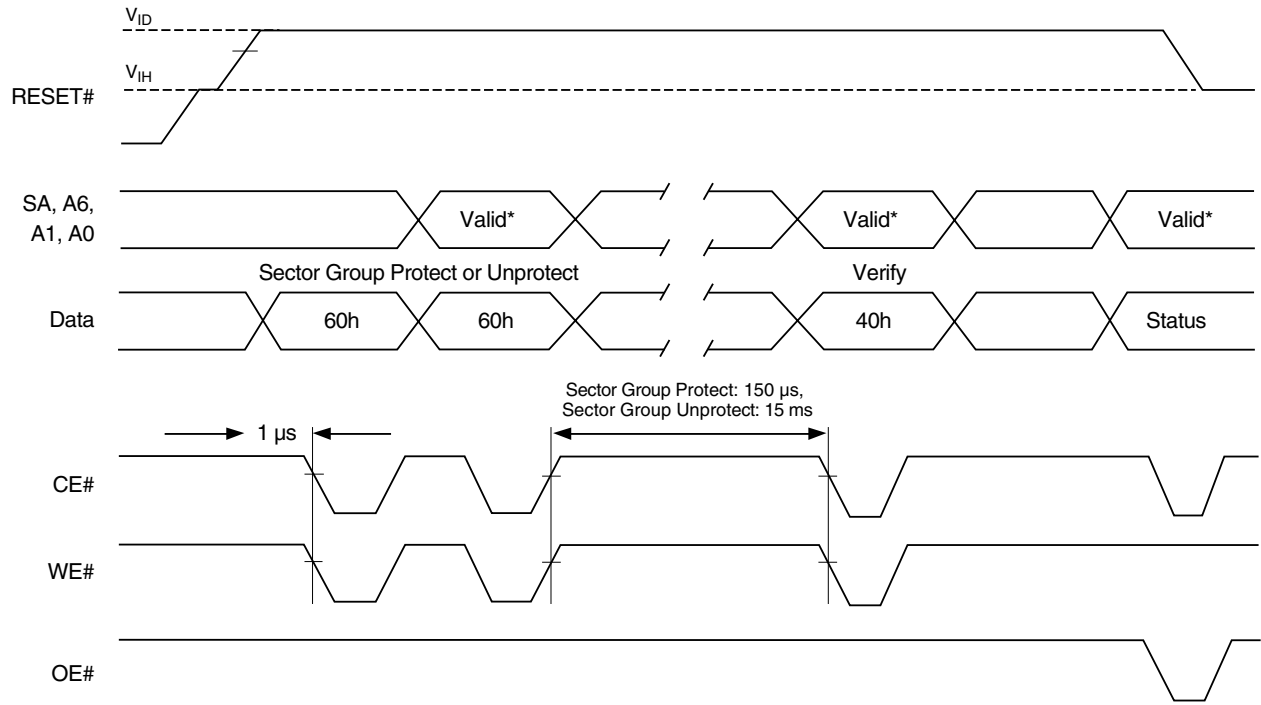 V_ID
V_IH
RESET#
SA, A6,
A1, A0
Valid*
Valid*
Valid*
Sector Group Protect or Unprotect
Verify
Data
60h
60h
40h
Status
Sector Group Protect: 150 µs,
Sector Group Unprotect: 15 ms
1 µs
CE#
WE#
OE#